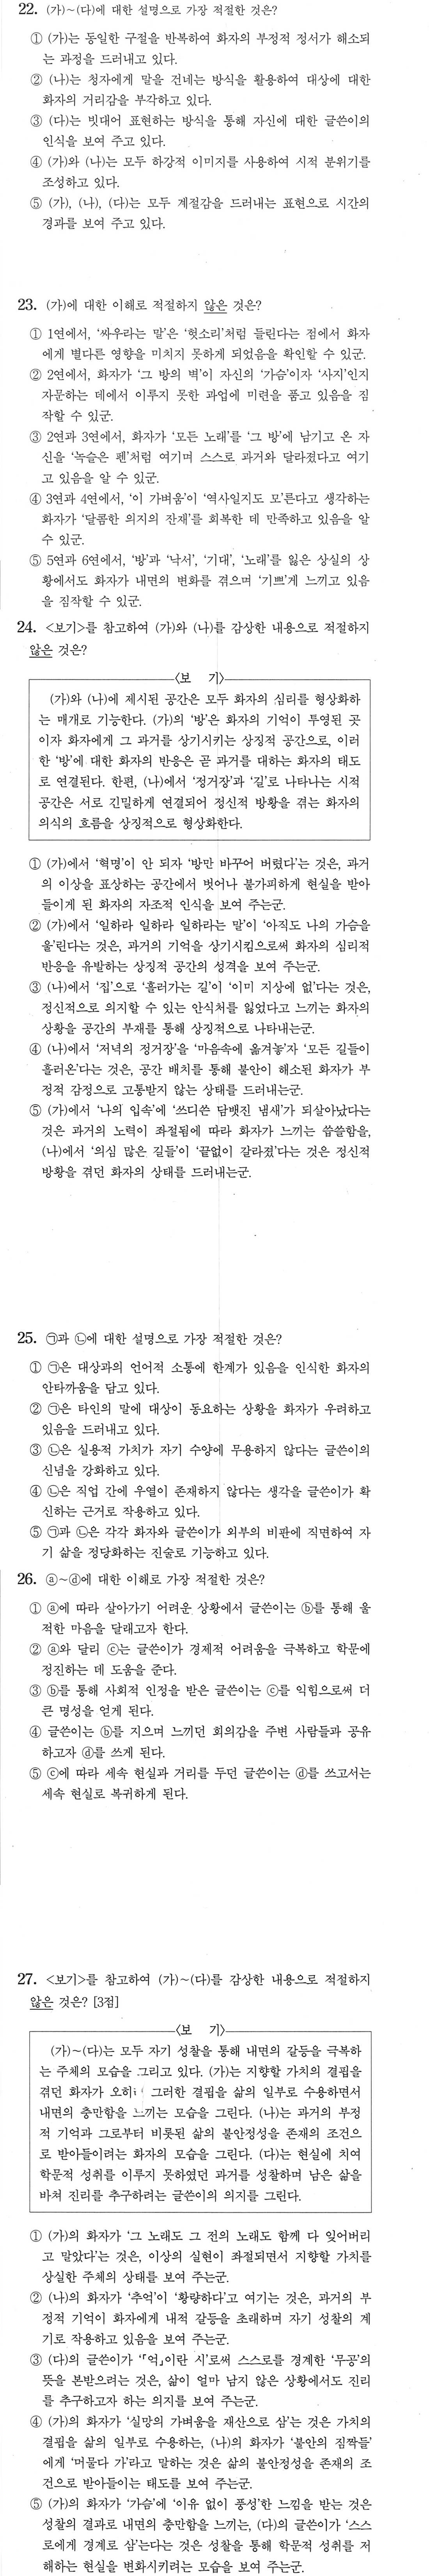 22. (가)~(다)에 대한 설명으로 가장 적절한 것은?
① (가)는 동일한 구절을 반복하여 화자의 부정적 정서가 해소되
는 과정을 드러내고 있다.
② (나)는 청자에게 말을 건네는 방식을 활용하여 대상에 대한
화자의 거리감을 부각하고 있다.
③ (다)는 빗대어 표현하는 방식을 통해 자신에 대한 글쓴이의
인식을 보여 주고 있다.
④ (가)와 (나)는 모두 하강적 이미지를 사용하여 시적 분위기를
조성하고 있다.
⑤ (가), (나), (다)는 모두 계절감을 드러내는 표현으로 시간의
경과를 보여 주고 있다.
23. (가)에 대한 이해로 적절하지 않은 것은?
① 1연에서, '싸우라는 말'은 '헛소리'처럼 들린다는 점에서 화자
에게 별다른 영향을 미치지 못하게 되었음을 확인할 수 있군.
② 2연에서, 화자가 '그 방의 벽'이 자신의 '가슴'이자 '사지'인지
자문하는 데에서 이루지 못한 과업에 미련을 품고 있음을 짐
작할 수 있군.
③ 2연과 3연에서, 화자가 '모든 노래'를 '그 방'에 남기고 온 자
신을 '녹슬은 펜'처럼 여기며 스스로 과거와 달라졌다고 여기
고 있음을 알 수 있군.
④ 3연과 4연에서, '이 가벼움'이 '역사일지도 모'른다고 생각하는
화자가 '달콤한 의지의 잔재'를 회복한 데 만족하고 있음을 알
수 있군.
⑤ 5연과 6연에서, '방'과 '낙서', '기대', '노래'를 잃은 상실의 상
황에서도 화자가 내면의 변화를 겪으며 '기쁘'게 느끼고 있음
을 짐작할 수 있군.
24. <보기>를 참고하여 (가)와 (나)를 감상한 내용으로 적절하지
않은 것은?
<보 기>
(가)와 (나)에 제시된 공간은 모두 화자의 심리를 형상화하
는 매개로 기능한다. (가)의 '방'은 화자의 기억이 투영된 곳
이자 화자에게 그 과거를 상기시키는 상징적 공간으로, 이러
한 '방'에 대한 화자의 반응은 곧 과거를 대하는 화자의 태도
로 연결된다. 한편, (나)에서 '정거장'과 '길'로 나타나는 시적
공간은 서로 긴밀하게 연결되어 정신적 방황을 겪는 화자의
의식의 흐름을 상징적으로 형상화한다.
① (가)에서 '혁명'이 안 되자 '방만 바꾸어 버렸다'는 것은, 과거
의 이상을 표상하는 공간에서 벗어나 불가피하게 현실을 받아
들이게 된 화자의 자조적 인식을 보여 주는군.
② (가)에서 '일하라 일하라 일하라는 말'이 '아직도 나의 가슴을
울'린다는 것은, 과거의 기억을 상기시킴으로써 화자의 심리적
반응을 유발하는 상징적 공간의 성격을 보여 주는군.
③ (나)에서 '집'으로 '흘러가는 길'이 '이미 지상에 없'다는 것은,
정신적으로 의지할 수 있는 안식처를 잃었다고 느끼는 화자의
상황을 공간의 부재를 통해 상징적으로 나타내는군.
④ (나)에서 '저녁의 정거장'을 '마음속에 옮겨놓'자 '모든 길들이
흘러온'다는 것은, 공간 배치를 통해 불안이 해소된 화자가 부
정적 감정으로 고통받지 않는 상태를 드러내는군.
⑤ (가)에서 '나의 입속'에 '쓰디쓴 담뱃진 냄새'가 되살아났다는
것은 과거의 노력이 좌절됨에 따라 화자가 느끼는 씁쓸함을,
(나)에서 '의심 많은 길들'이 '끝없이 갈라졌'다는 것은 정신적
방황을 겪던 화자의 상태를 드러내는군.
25. ㉠과 ㉡에 대한 설명으로 가장 적절한 것은?
① ㉠은 대상과의 언어적 소통에 한계가 있음을 인식한 화자의
안타까움을 담고 있다.
② ㉠은 타인의 말에 대상이 동요하는 상황을 화자가 우려하고
있음을 드러내고 있다.
③ ㉡은 실용적 가치가 자기 수양에 무용하지 않다는 글쓴이의
신념을 강화하고 있다.
④ ㉡은 직업 간에 우열이 존재하지 않다는 생각을 글쓴이가 확
신하는 근거로 작용하고 있다.
⑤ ㉠과 ㉡은 각각 화자와 글쓴이가 외부의 비판에 직면하여 자
기 삶을 정당화하는 진술로 기능하고 있다.
26. ⓐ~ⓓ에 대한 이해로 가장 적절한 것은?
① ⓐ에 따라 살아가기 어려운 상황에서 글쓴이는 ⓑ를 통해 울
적한 마음을 달래고자 한다.
② ⓐ와 달리 ⓒ는 글쓴이가 경제적 어려움을 극복하고 학문에
정진하는 데 도움을 준다.
③ ⓑ를 통해 사회적 인정을 받은 글쓴이는 ⓒ를 익힘으로써 더
큰 명성을 얻게 된다.
④ 글쓴이는 ⓑ를 지으며 느끼던 회의감을 주변 사람들과 공유
하고자 ⓓ를 쓰게 된다.
⑤ ⓒ에 따라 세속 현실과 거리를 두던 글쓴이는 ⓓ를 쓰고서는
세속 현실로 복귀하게 된다.
27. <보기>를 참고하여 (가)~(다)를 감상한 내용으로 적절하지
않은 것은? [3점]
<보 기>
(가)~(다)는 모두 자기 성찰을 통해 내면의 갈등을 극복하
는 주체의 모습을 그리고 있다. (가)는 지향할 가치의 결핍을
겪던 화자가 그러한 결핍을 삶의 일부로 수용하면서
내면의 충만함을 느끼는 모습을 그린다. (나)는 과거의 부정
적 기억과 그로부터 비롯된 삶의 불안정성을 존재의 조건으
로 받아들이려는 화자의 모습을 그린다. (다)는 현실에 치여
학문적 성취를 이루지 못하였던 과거를 성찰하며 남은 삶을
바쳐 진리를 추구하려는 글쓴이의 의지를 그린다.
① (가)의 화자가 '그 노래도 그 전의 노래도 함께 다 잊어버리
고 말았다'는 것은, 이상의 실현이 좌절되면서 지향할 가치를
상실한 주체의 상태를 보여 주는군.
② (나)의 화자가 '추억'이 '황량하다'고 여기는 것은, 과거의 부
정적 기억이 화자에게 내적 갈등을 초래하며 자기 성찰의 계
기로 작용하고 있음을 보여 주는군.
③ (다)의 글쓴이가 '「억」이란 시'로써 스스로를 경계한 '무공'의
뜻을 본받으려는 것은, 삶이 얼마 남지 않은 상황에서도 진리
를 추구하고자 하는 의지를 보여 주는군.
④ (가)의 화자가 '실망의 가벼움을 재산으로 삼'는 것은 가치의
결핍을 삶의 일부로 수용하는, (나)의 화자가 '불안의 짐짝들'
에게 '머물다 가'라고 말하는 것은 삶의 불안정성을 존재의 조
건으로 받아들이는 태도를 보여 주는군.
⑤ (가)의 화자가 '가슴'에 '이유 없이 풍성'한 느낌을 받는 것은
성찰의 결과로 내면의 충만함을 느끼는, (다)의 글쓴이가 '스스
로에게 경계로 삼'는다는 것은 성찰을 통해 학문적 성취를 저
해하는 현실을 변화시키려는 모습을 보여 주는군.